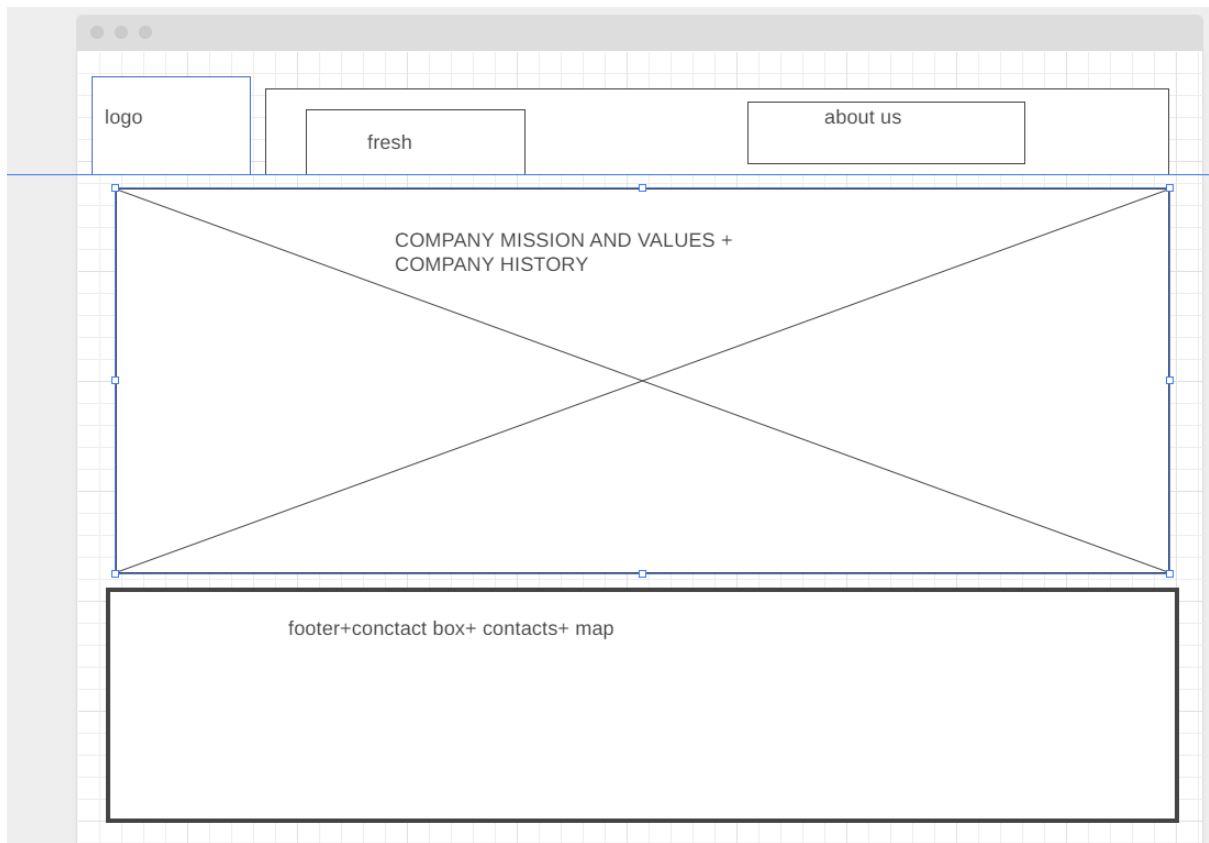 logo
fresh
about us
COMPANY MISSION AND VALUES +
COMPANY HISTORY
footer+conctact box+ contacts+ map